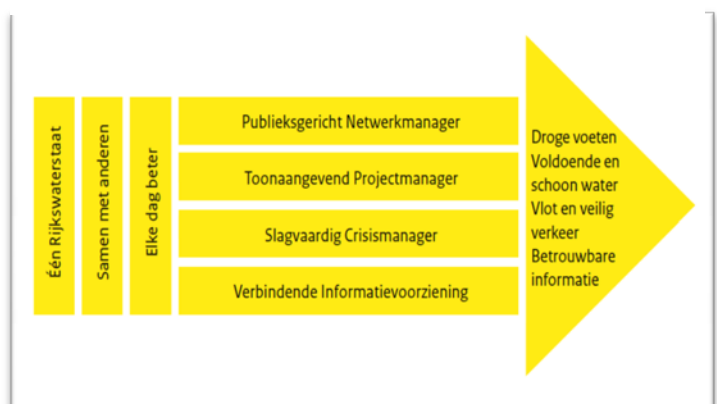 Één Rijkswaterstaat
Samen met anderen
Elke dag beter
Publieksgericht Netwerkmanager
Toonaangevend Projectmanager
Slagvaardig Crisismanager
Verbindende Informatievoorziening
Droge voeten
Voldoende en
schoon water
Vlot en veilig
verkeer
Betrouwbare
informatie